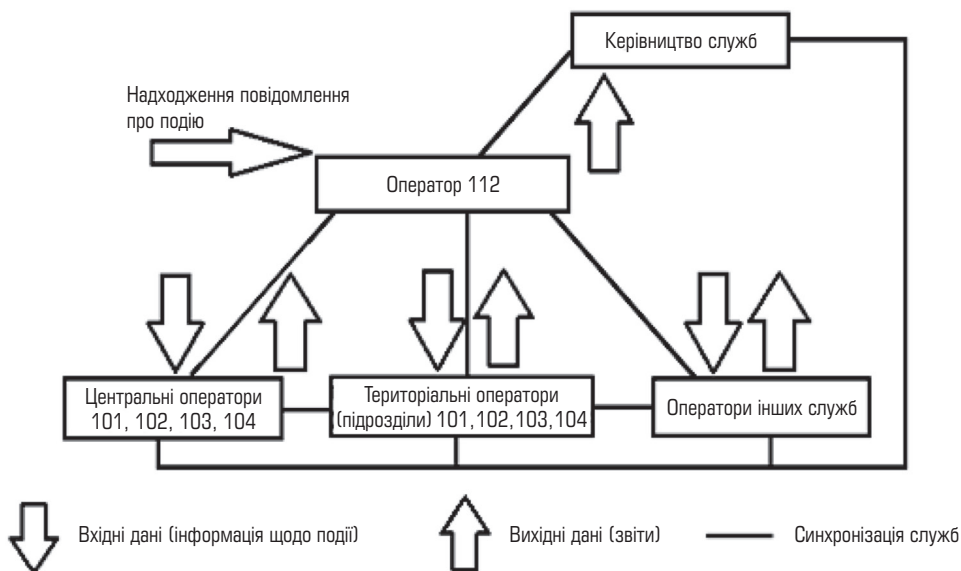 Керівництво служб
Надходження повідомлення
про подію
Оператор 112
Центральні оператори
101, 102, 103, 104
Територіальні оператори
(підрозділи) 101,102,103,104
Оператори інших служб
Вхідні дані (інформація щодо події)
Вихідні дані (звіти)
Синхронізація служб